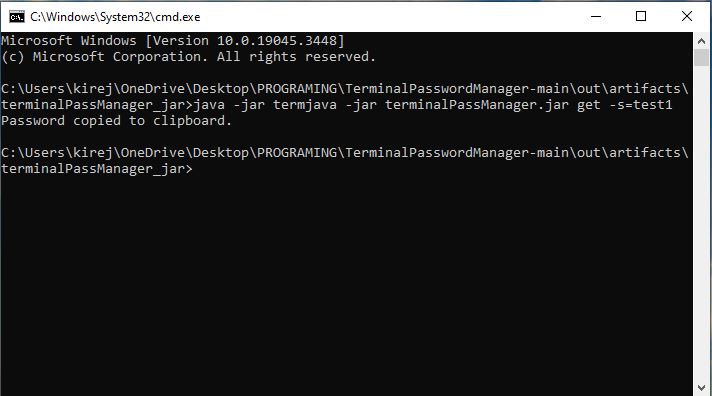 C:\Windows\System32\cmd.exe
Microsoft Windows [Version 10.0.19045.3448]
(c) Microsoft Corporation. All rights reserved.
C:\Users\kirej\OneDrive\Desktop\PROGRAMING\TerminalPasswordManager-main\out\artifacts\
terminalPassManager_jar>java -jar termjava -jar terminalPassManager.jar get -s=test1
Password copied to clipboard.
C:\Users\kirej\OneDrive\Desktop\PROGRAMING\TerminalPasswordManager-main\out\artifacts\
terminalPassManager_jar>